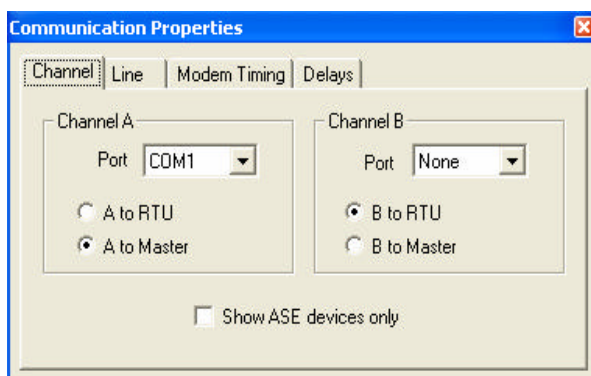 Communication Properties
Channel Line Modem Timing Delays
Channel A
Port COM1
A to RTU
A to Master
Channel B
Port None
B to RTU
B to Master
Show ASE devices only